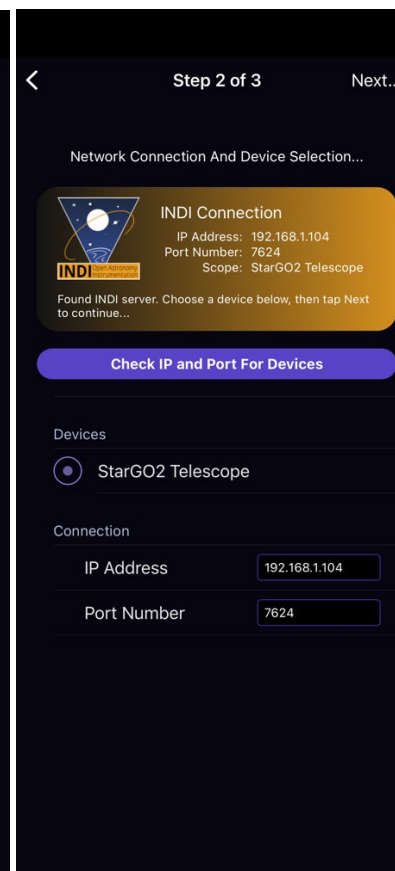 Step 2 of 3
Next..
Network Connection And Device Selection...
INDI Connection
IP Address: 192.168.1.104
Port Number: 7624
Scope: StarGO2 Telescope
INDI Open Astronomy
Instrumentation
Found INDI server. Choose a device below, then tap Next
to continue...
Check IP and Port For Devices
Devices
StarGO2 Telescope
Connection
IP Address 192.168.1.104
Port Number 7624